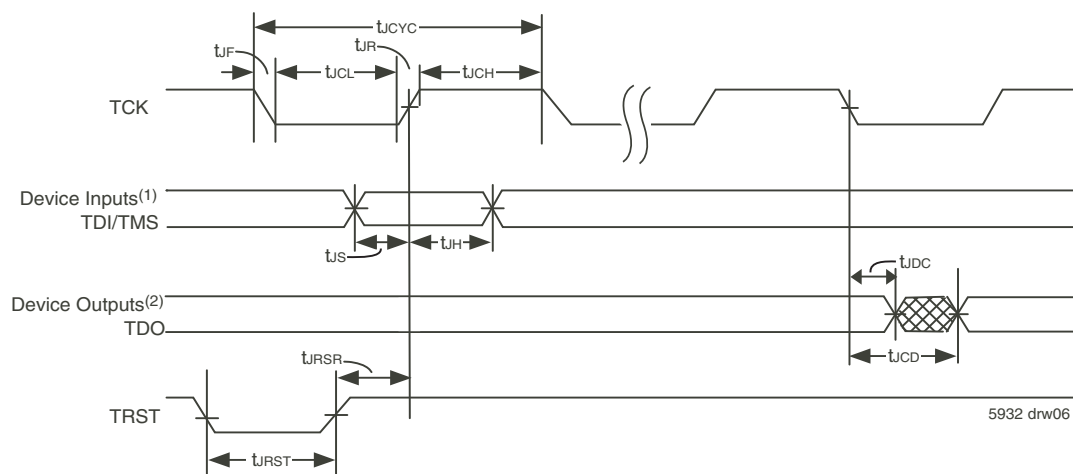 tJCYC
tJF
tJR
tJCL
tJCH
TCK
Device Inputs(1)
TDI/TMS
tJS
tJH
tJDC
Device Outputs(2)
TDO
tJRSR
tJCD
TRST
5932 drw06
tJRST